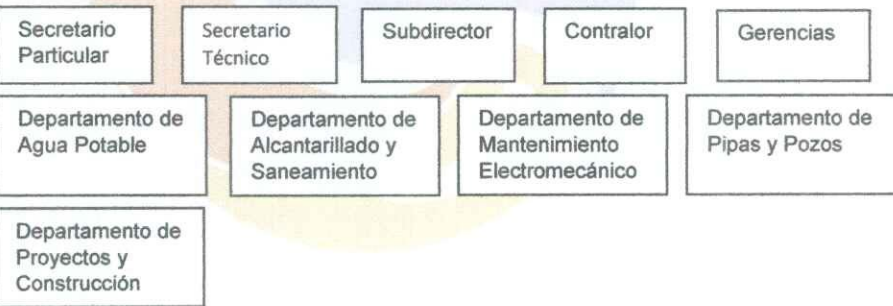 Secretario
Particular
Secretario
Técnico
Subdirector
Contralor
Gerencias
Departamento de
Agua Potable
Departamento de
Alcantarillado y
Saneamiento
Departamento de
Mantenimiento
Electromecánico
Departamento de
Pipas y Pozos
Departamento de
Proyectos y
Construcción